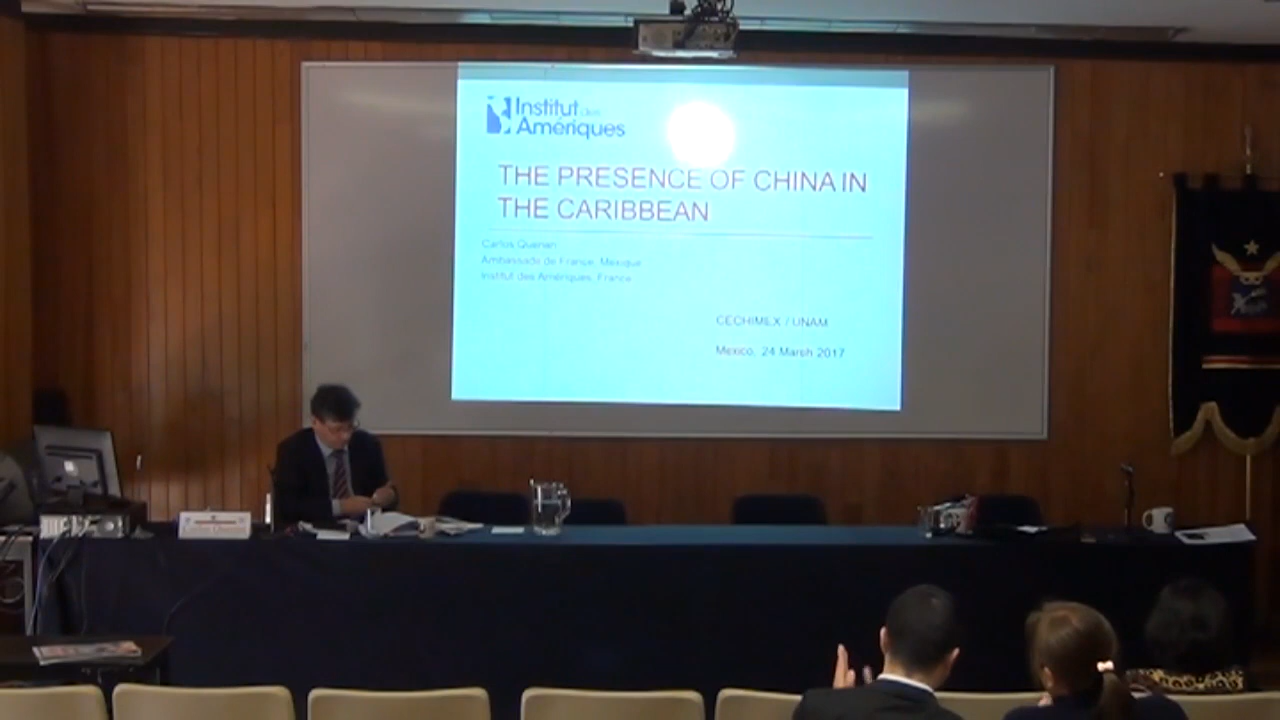 Institut des
Amériques
THE PRESENCE OF CHINA IN
THE CARIBBEAN
Carlos Quenan
Ambassade de France, Mexique
Institut des Amériques, France
CECHIMEX / UNAM
Mexico, 24 March 2017